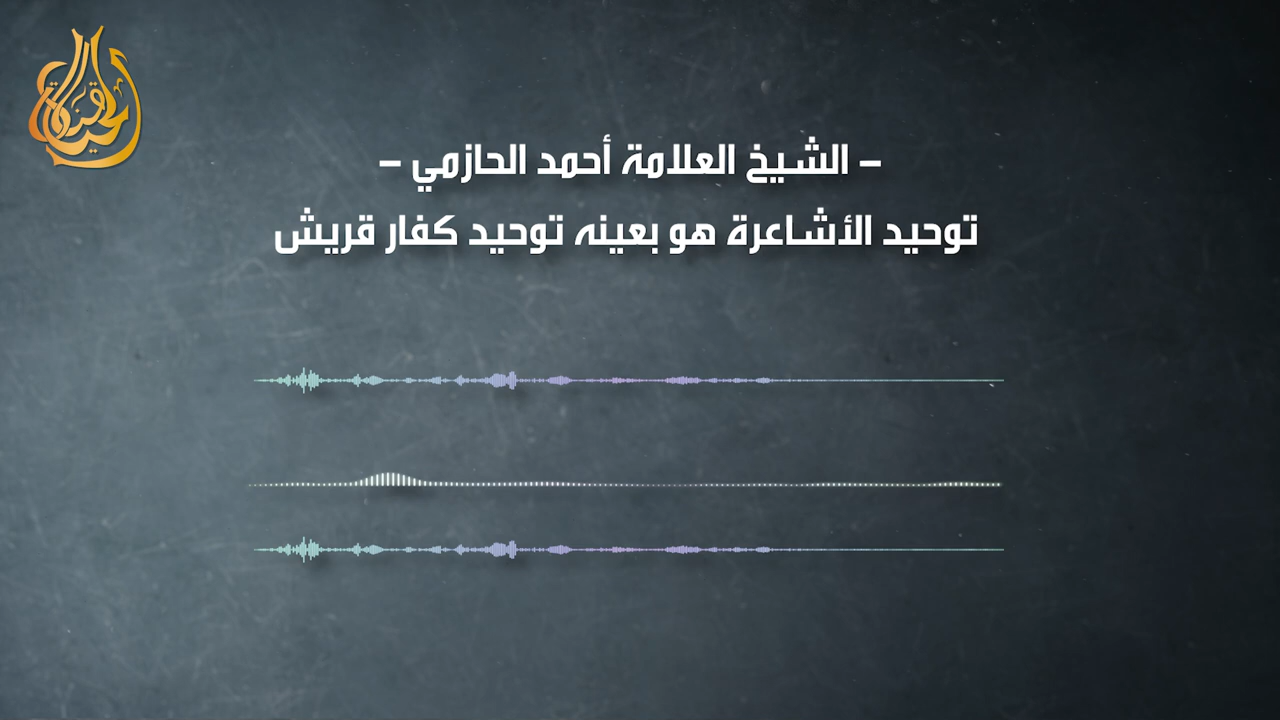 – الشيخ العلامة أحمد الحازمي –
توحيد الأشاعرة هو بعينه توحيد كفار قريش